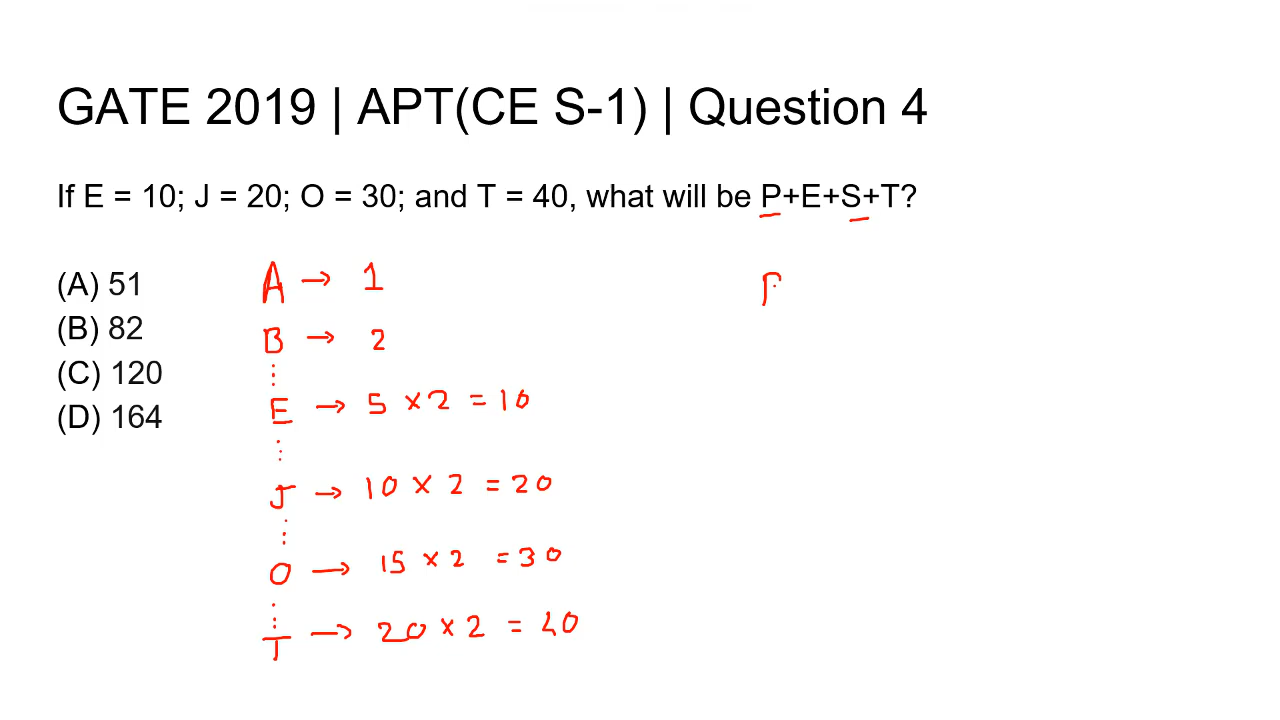 GATE 2019 | APT(CE S-1) | Question 4
If E = 10; J = 20; O = 30; and T = 40, what will be P+E+S+T?
(A) 51
(B) 82
(C) 120
(D) 164
A → 1
B → 2
⋮
E → 5 × 2 = 10
⋮
J → 10 × 2 = 20
⋮
O → 15 × 2 = 30
⋮
T → 20 × 2 = 40